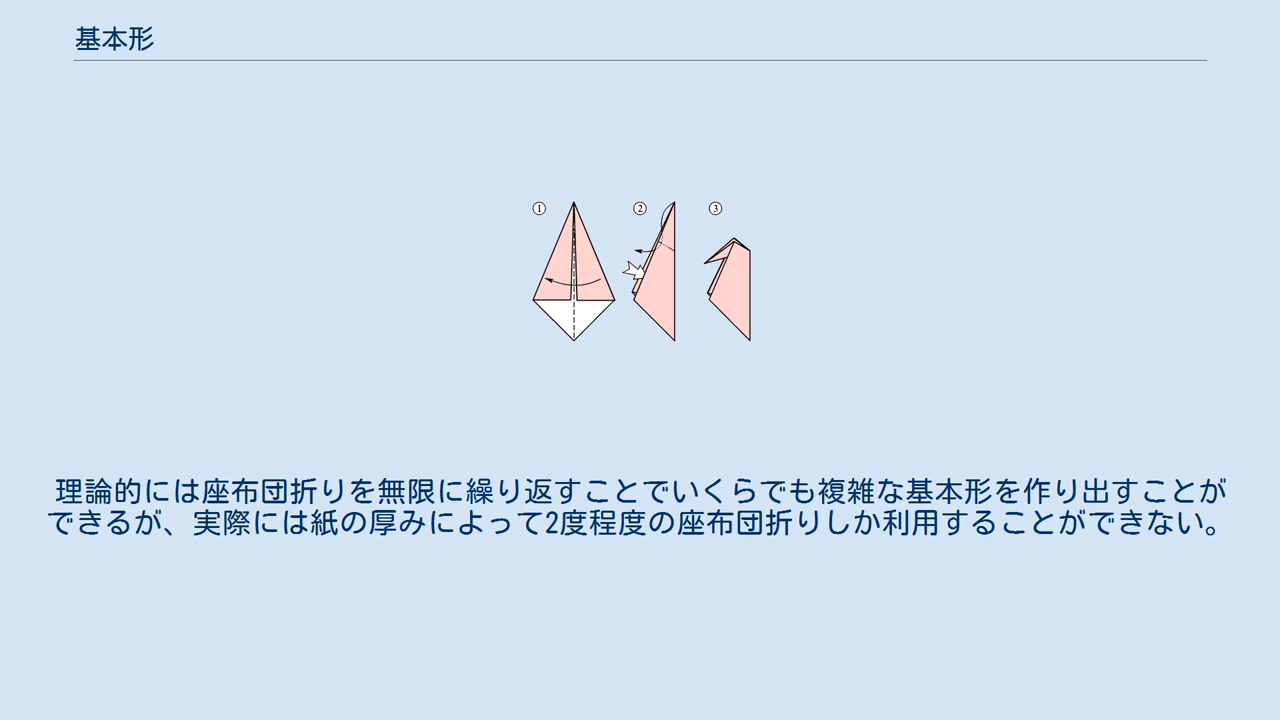 基本形
① ② ③
理論的には座布団折りを無限に繰り返すことでいくらでも複雑な基本形を作り出すことが
できるが、実際には紙の厚みによって2度程度の座布団折りしか利用することができない。